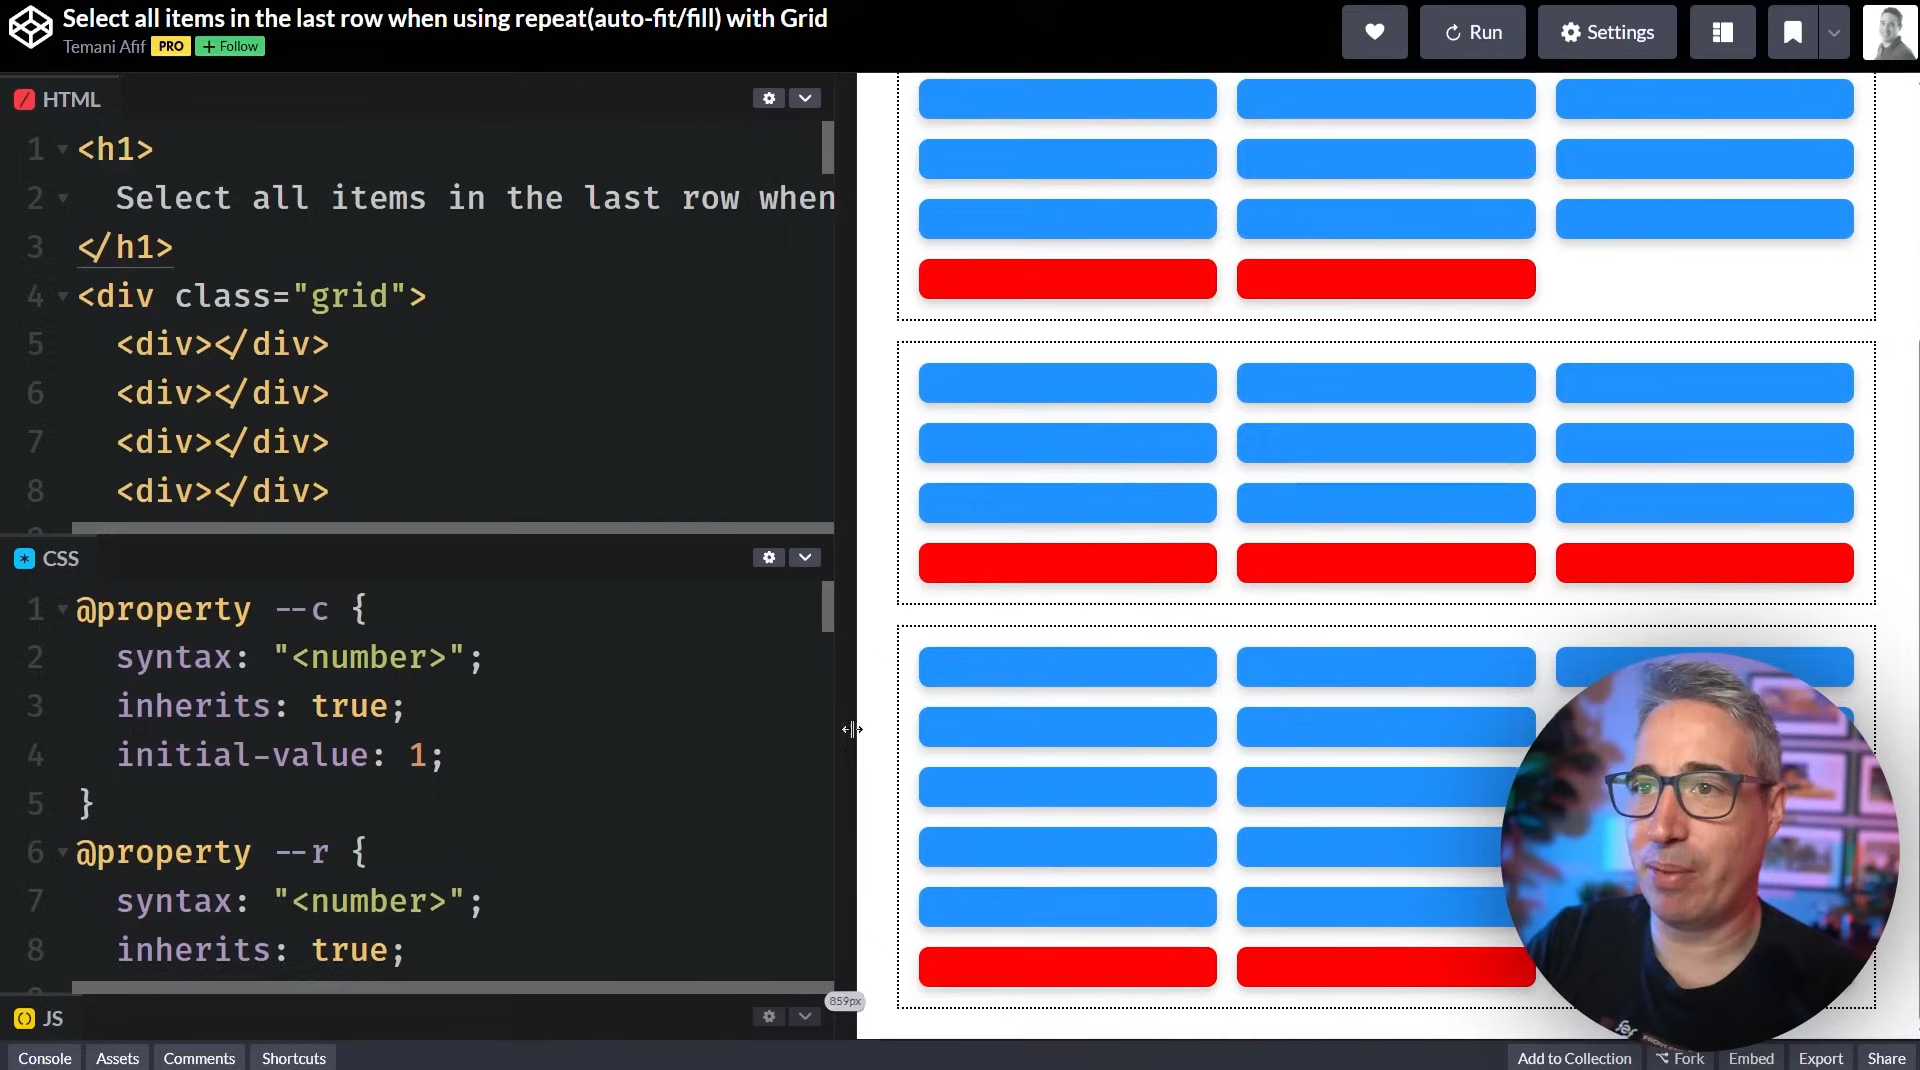 Select all items in the last row when using repeat(auto-fit/fill) with Grid
Temani Afif PRO + Follow
Run
Settings
HTML
1 <h1>
2 Select all items in the last row when
3 </h1>
4 <div class="grid">
5 <div></div>
6 <div></div>
7 <div></div>
8 <div></div>
CSS
1 @property --c {
2 syntax: "<number>";
3 inherits: true;
4 initial-value: 1;
5 }
6 @property --r {
7 syntax: "<number>";
8 inherits: true;
859px
JS
Console Assets Comments Shortcuts
Add to Collection Fork Embed Export Share